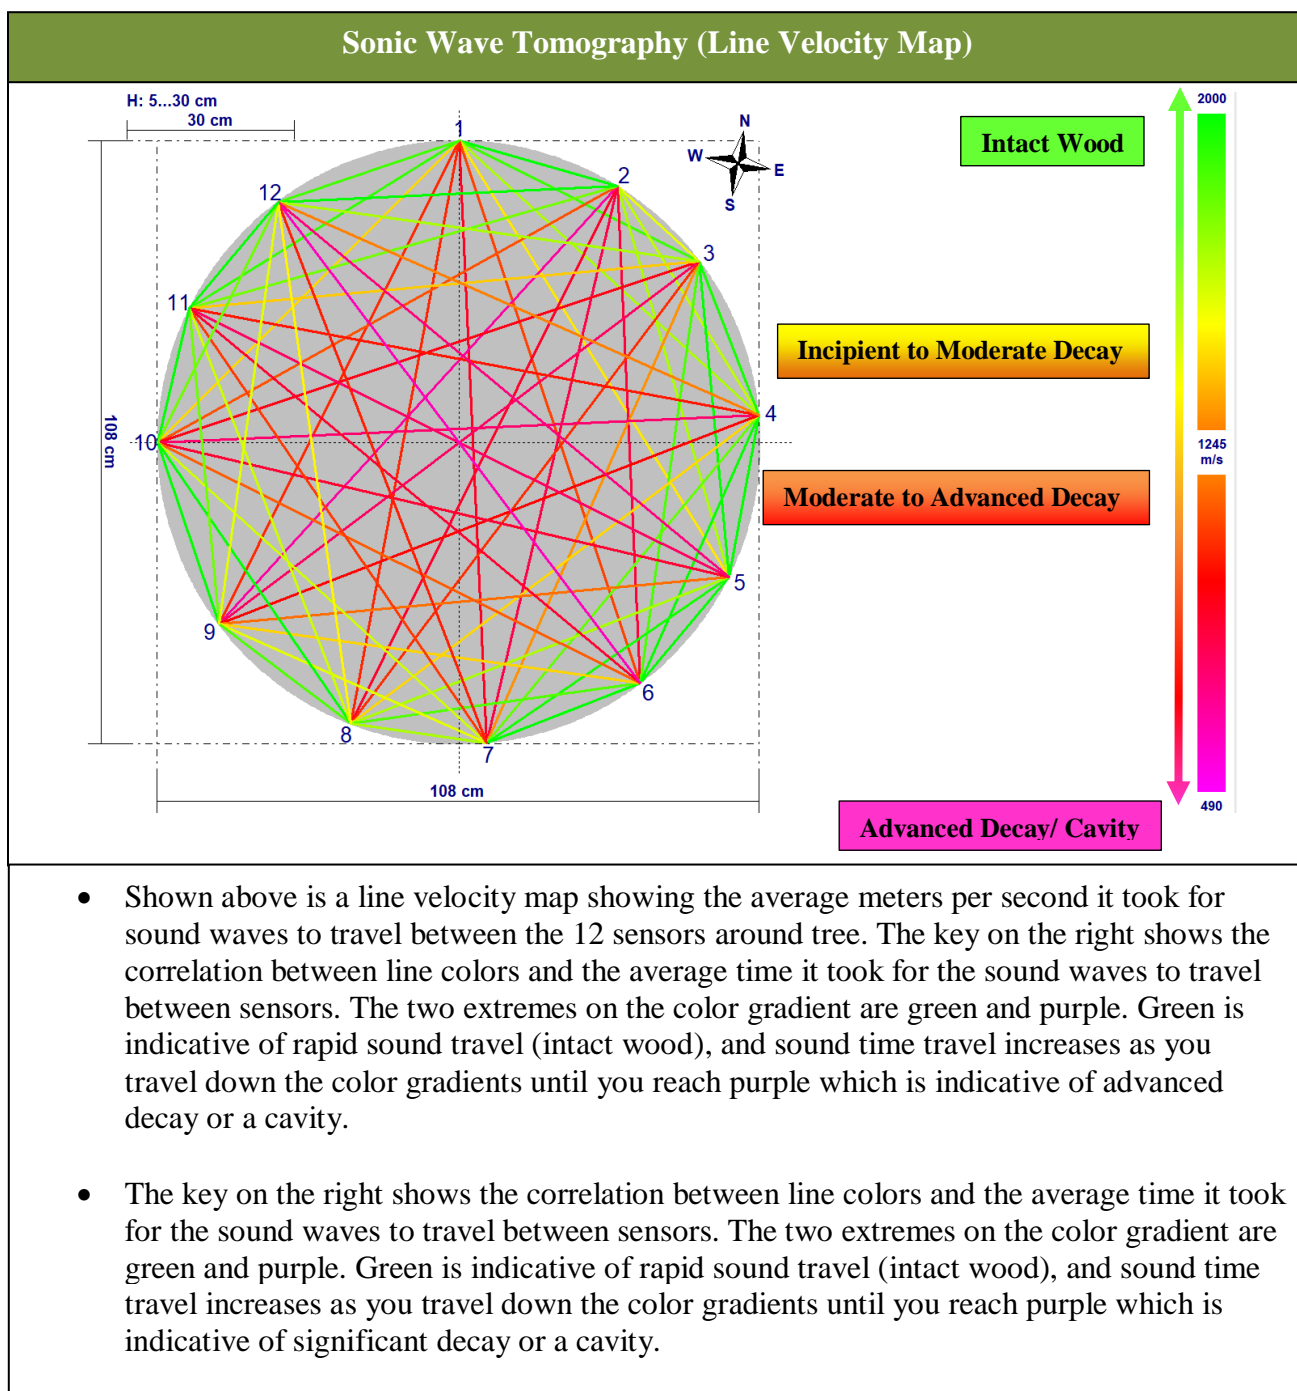 Sonic Wave Tomography (Line Velocity Map)
H: 5...30 cm
30 cm
1
2
3
4
5
6
7
8
9
10
11
12
N
W
E
S
108 cm
108 cm
Intact Wood
Incipient to Moderate Decay
Moderate to Advanced Decay
Advanced Decay/ Cavity
2000
1245
m/s
490
• Shown above is a line velocity map showing the average meters per second it took for
sound waves to travel between the 12 sensors around tree. The key on the right shows the
correlation between line colors and the average time it took for the sound waves to travel
between sensors. The two extremes on the color gradient are green and purple. Green is
indicative of rapid sound travel (intact wood), and sound time travel increases as you
travel down the color gradients until you reach purple which is indicative of advanced
decay or a cavity.
• The key on the right shows the correlation between line colors and the average time it took
for the sound waves to travel between sensors. The two extremes on the color gradient are
green and purple. Green is indicative of rapid sound travel (intact wood), and sound time
travel increases as you travel down the color gradients until you reach purple which is
indicative of significant decay or a cavity.